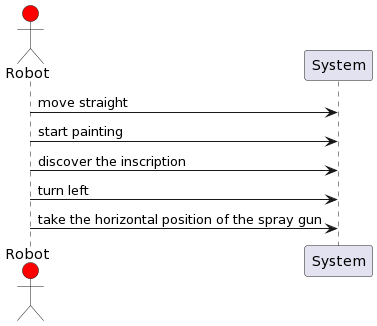 Robot
System
move straight
start painting
discover the inscription
turn left
take the horizontal position of the spray gun
Robot
System